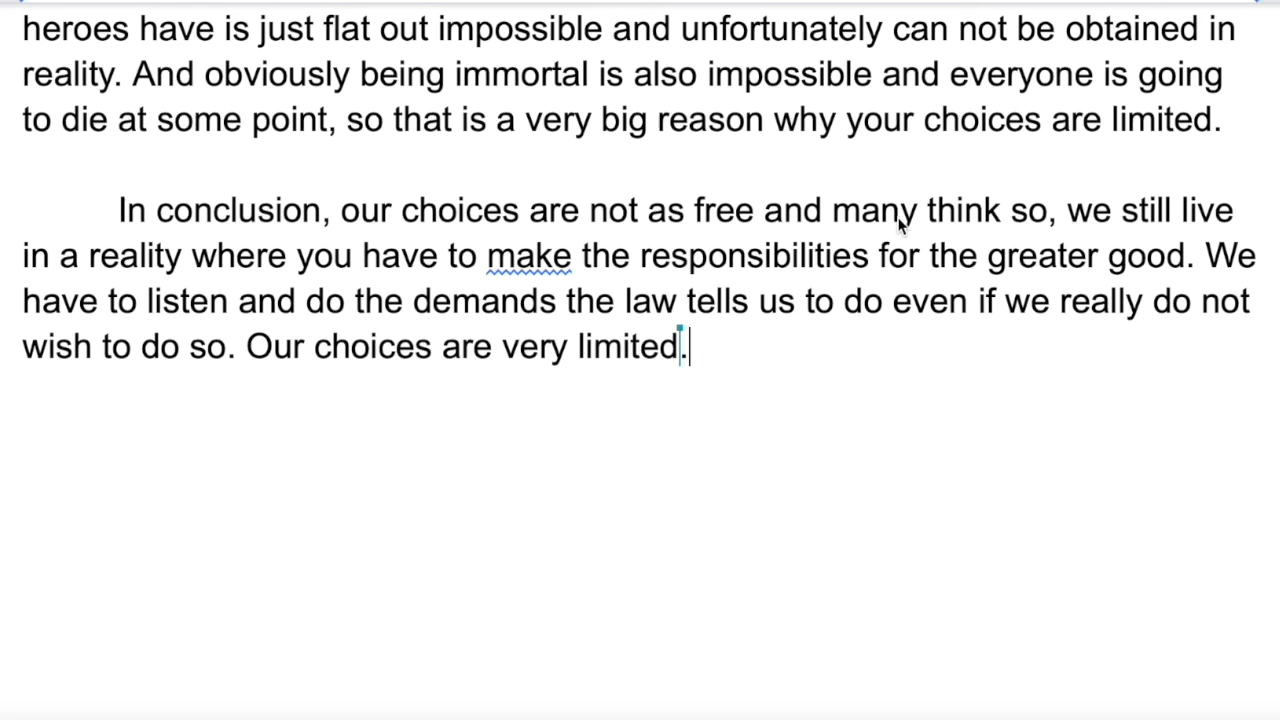 heroes have is just flat out impossible and unfortunately can not be obtained in
reality. And obviously being immortal is also impossible and everyone is going
to die at some point, so that is a very big reason why your choices are limited.
In conclusion, our choices are not as free and many think so, we still live
in a reality where you have to make the responsibilities for the greater good. We
have to listen and do the demands the law tells us to do even if we really do not
wish to do so. Our choices are very limited.